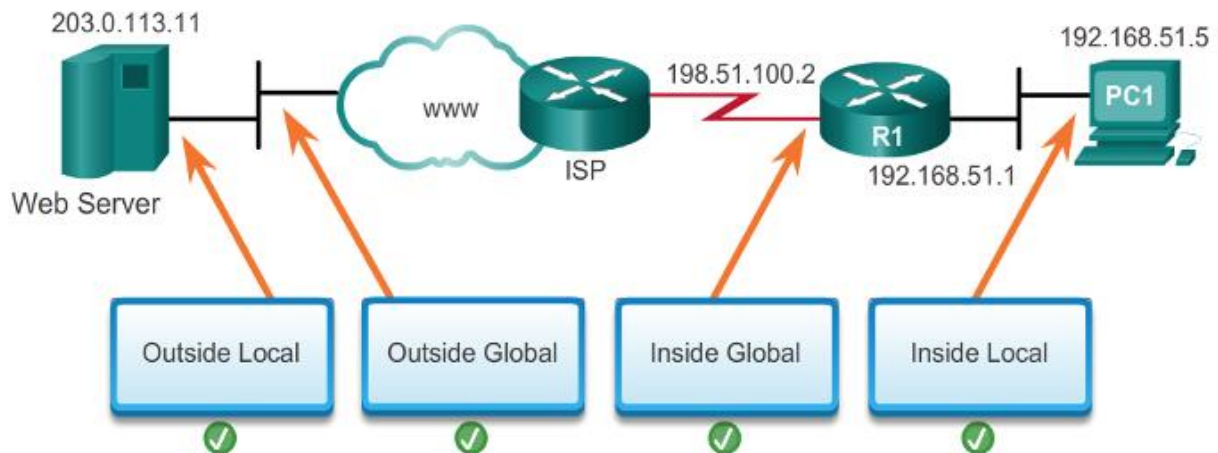 203.0.113.11
192.168.51.5
198.51.100.2
www
PC1
R1
ISP
192.168.51.1
Web Server
Outside Local
Outside Global
Inside Global
Inside Local